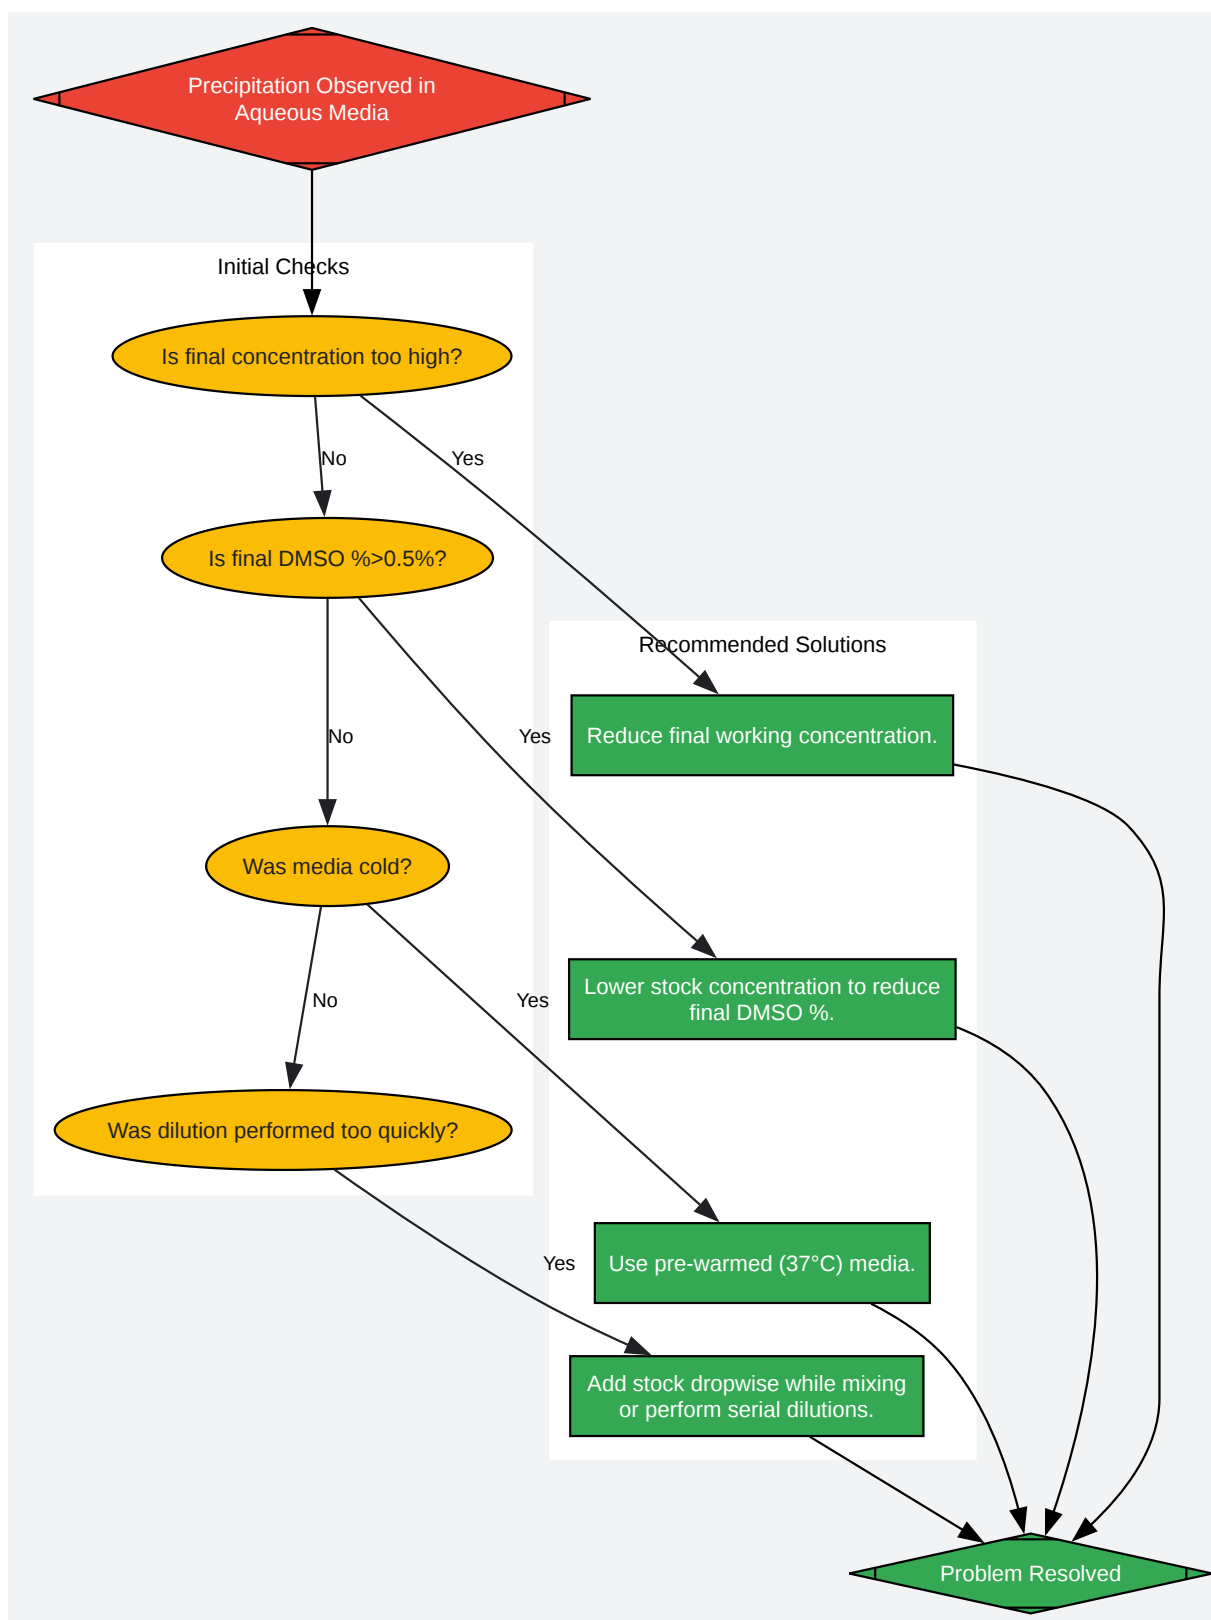 Precipitation Observed in
Aqueous Media
Initial Checks
Is final concentration too high?
No
Yes
Is final DMSO %>0.5%?
Recommended Solutions
Reduce final working concentration.
No
Yes
Was media cold?
Lower stock concentration to reduce
final DMSO %.
No
Yes
Was dilution performed too quickly?
Yes
Use pre-warmed (37°C) media.
Add stock dropwise while mixing
or perform serial dilutions.
Problem Resolved